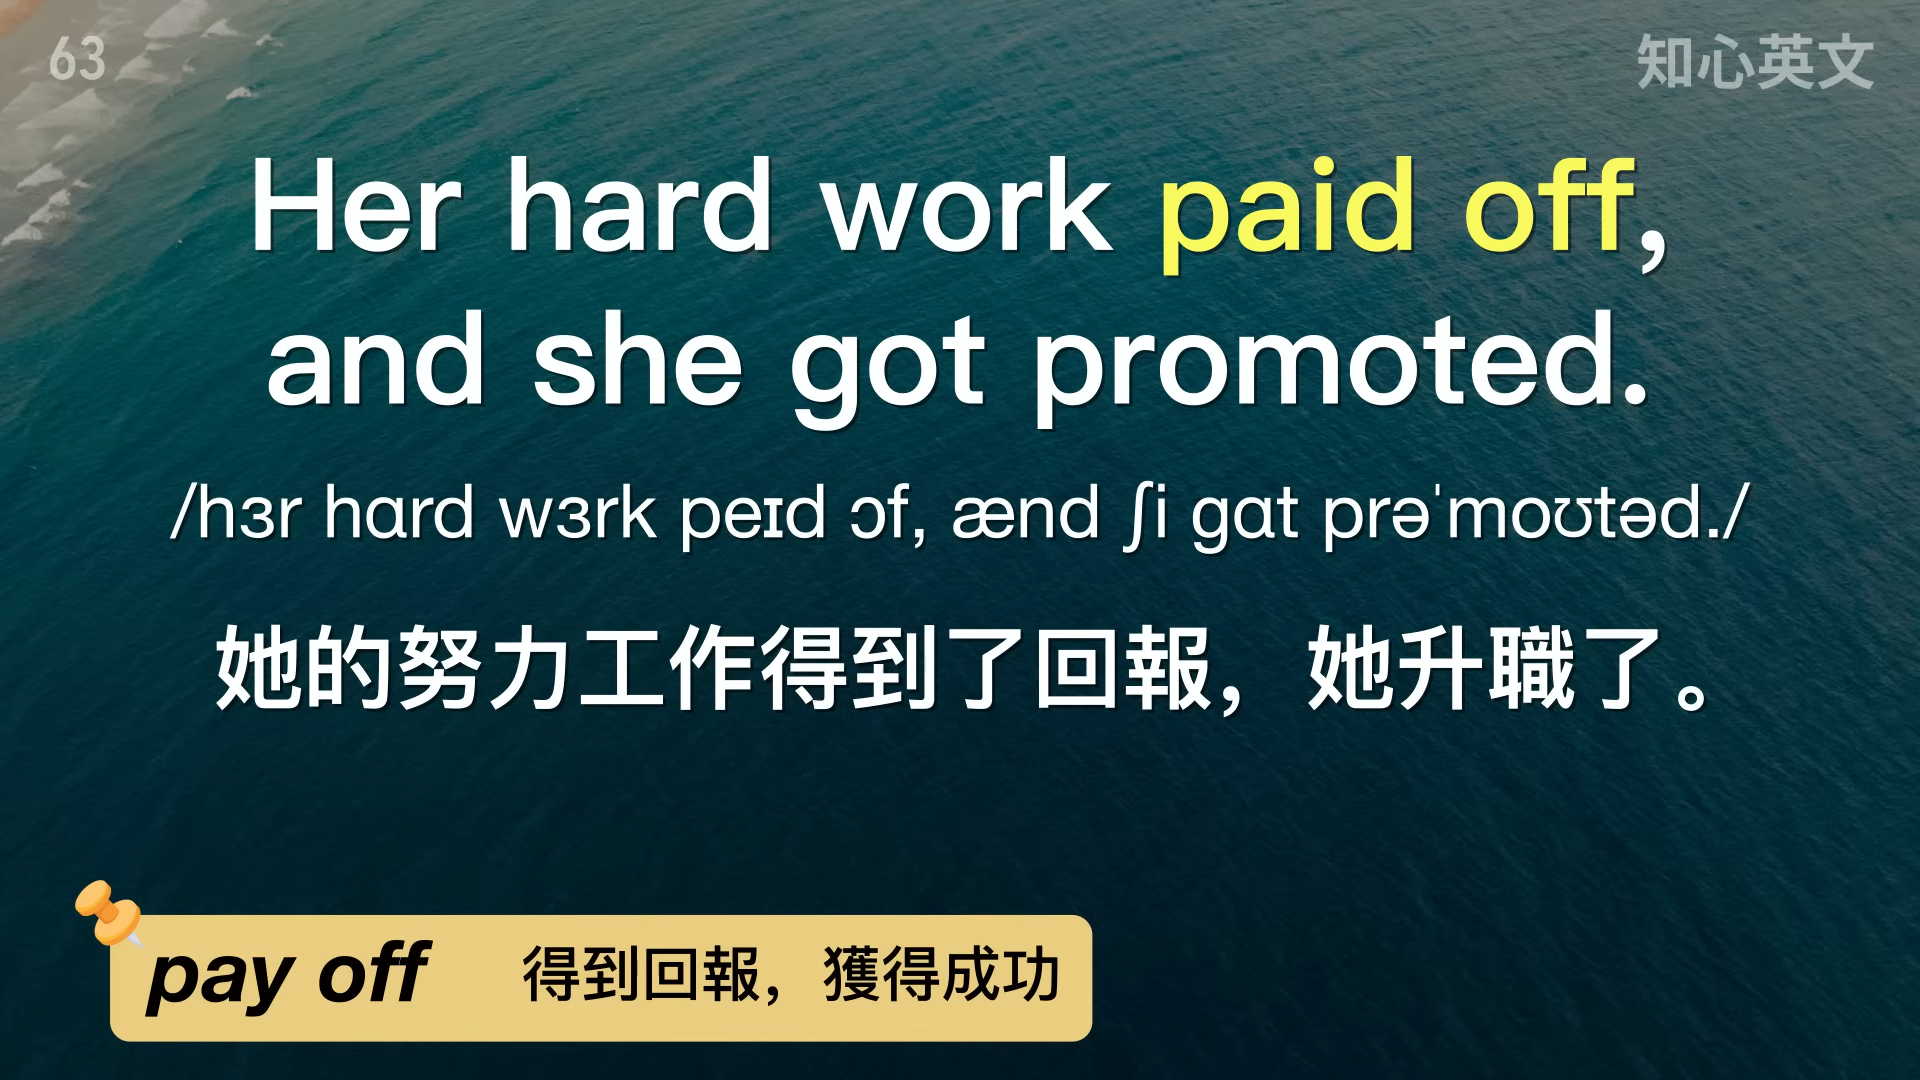 63
知心英文
Her hard work paid off,
and she got promoted.
/hɜr hɑrd wɜrk peɪd ɔf, ænd ʃi gɑt prəˈmoʊtəd./
她的努力工作得到了回報，她升職了。
pay off 得到回報，獲得成功